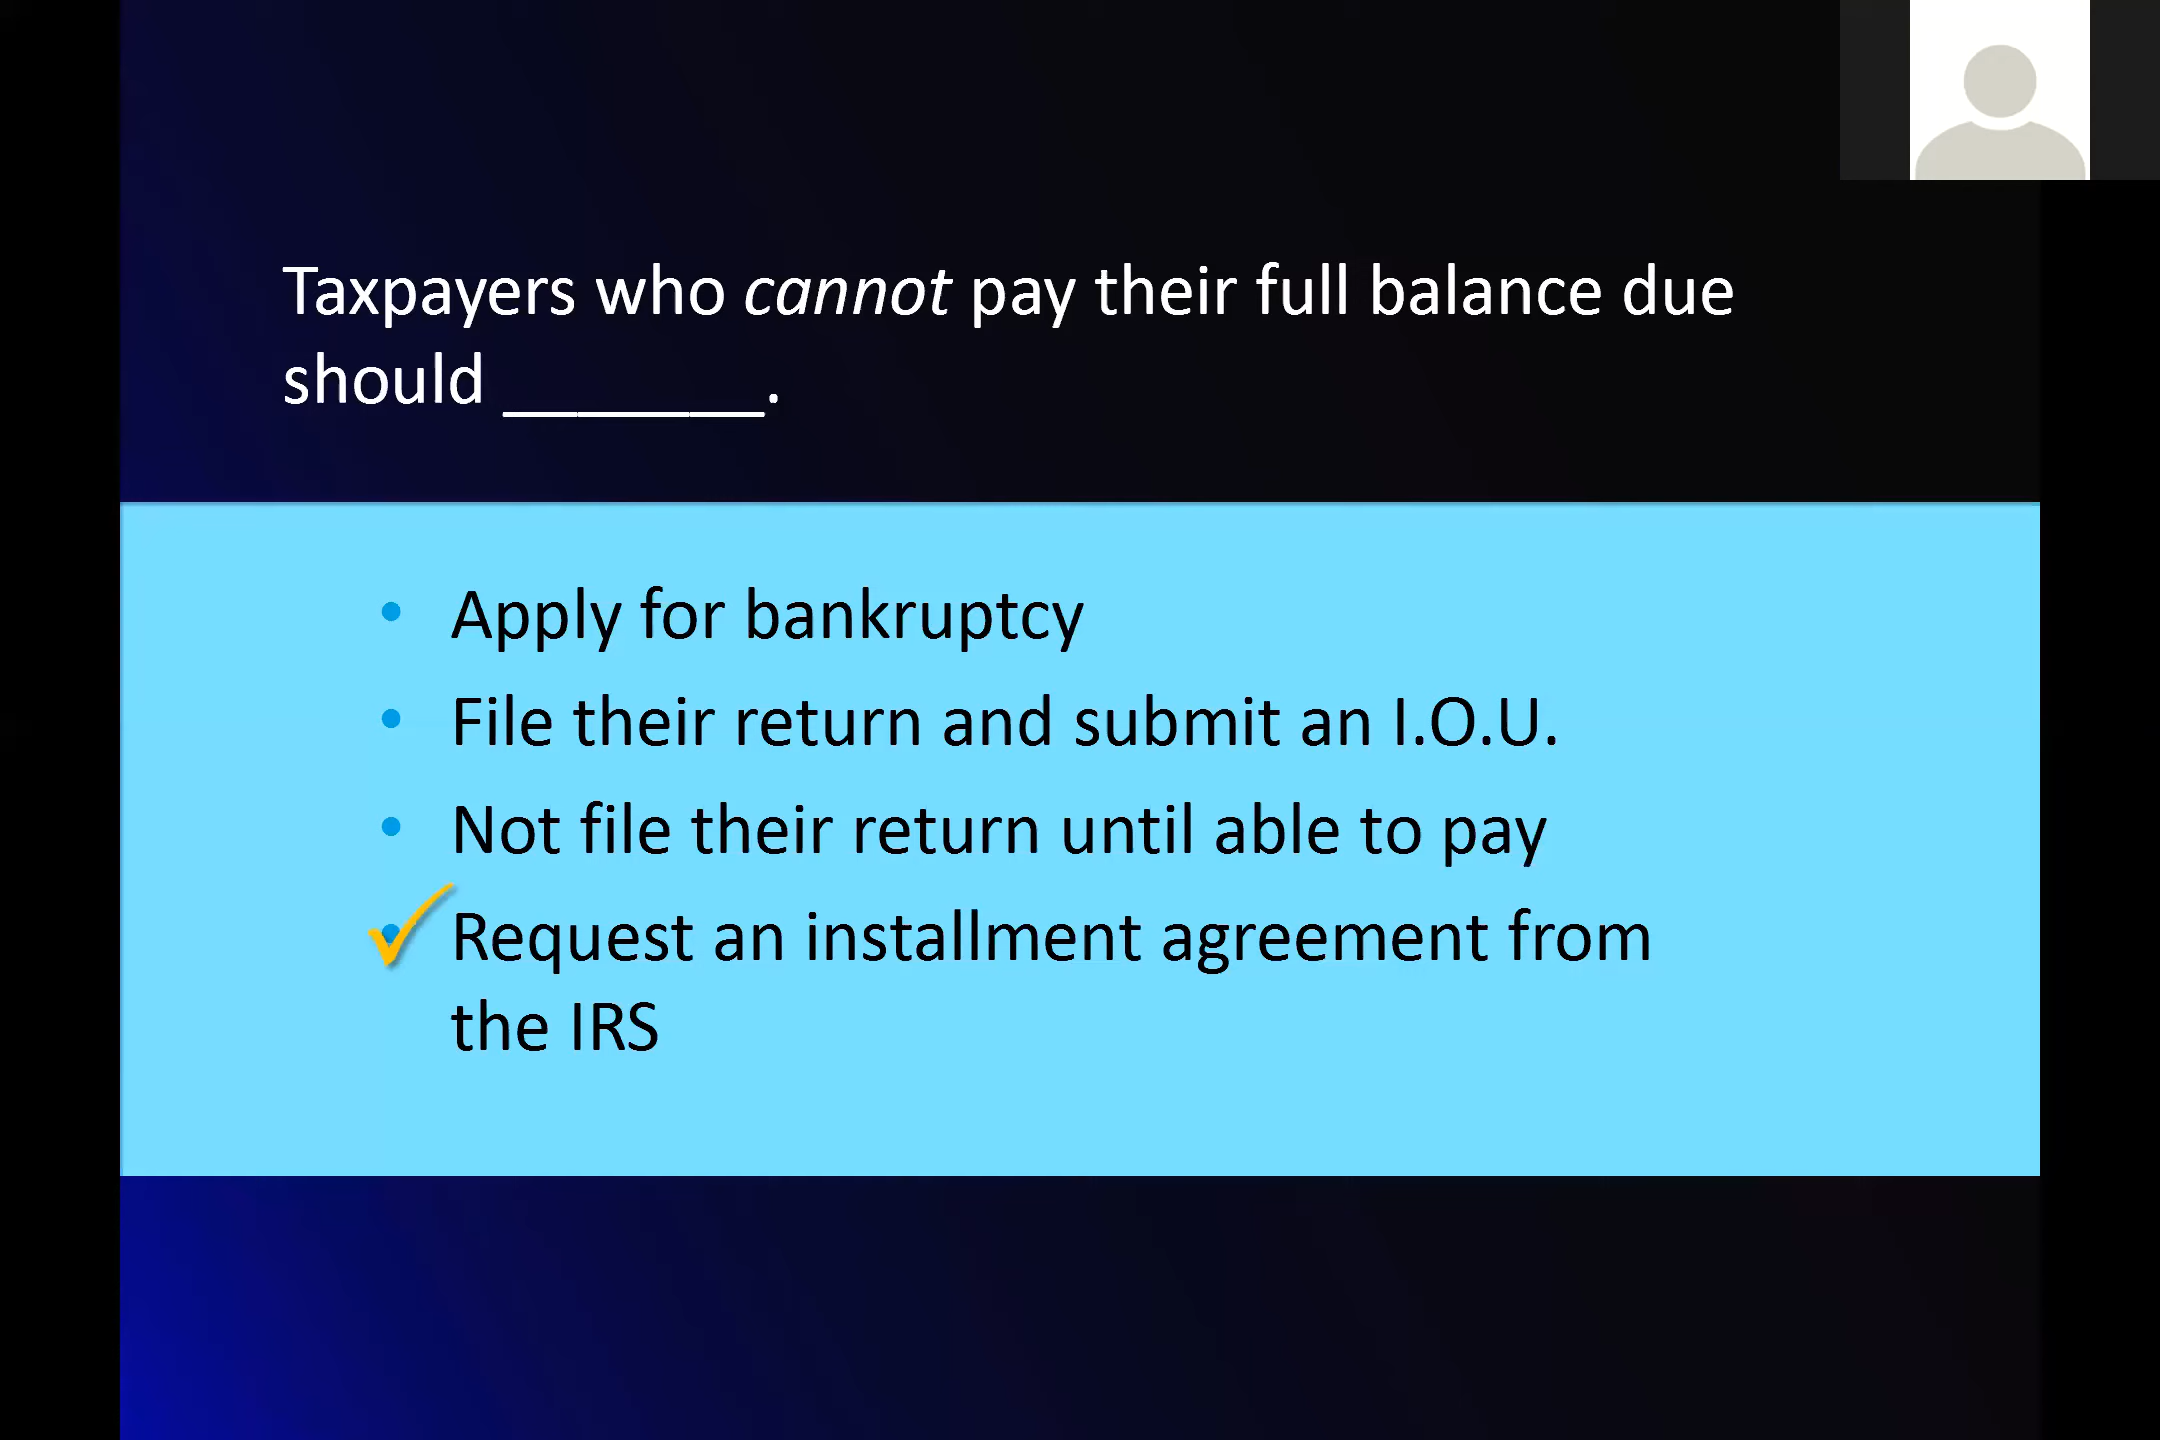 Taxpayers who cannot pay their full balance due
should _______.
• Apply for bankruptcy
• File their return and submit an I.O.U.
• Not file their return until able to pay
✓ Request an installment agreement from
the IRS